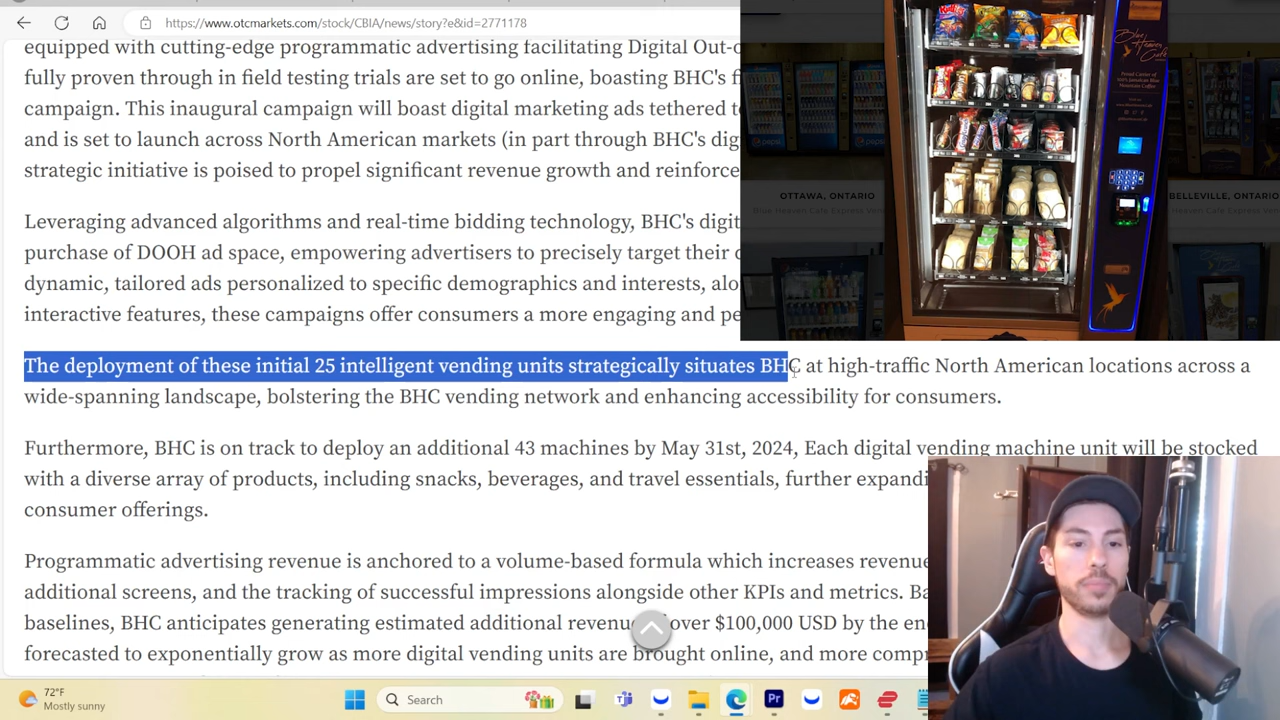 https://www.otcmarkets.com/stock/CBIA/news/story?e&id=2771178
equipped with cutting-edge programmatic advertising facilitating Digital Out-o
fully proven through in field testing trials are set to go online, boasting BHC's fi
campaign. This inaugural campaign will boast digital marketing ads tethered to
and is set to launch across North American markets (in part through BHC's dig
strategic initiative is poised to propel significant revenue growth and reinforce
Leveraging advanced algorithms and real-time bidding technology, BHC's digit
purchase of DOOH ad space, empowering advertisers to precisely target their
dynamic, tailored ads personalized to specific demographics and interests, alo
interactive features, these campaigns offer consumers a more engaging and pe
The deployment of these initial 25 intelligent vending units strategically situates BHC at high-traffic North American locations across a
wide-spanning landscape, bolstering the BHC vending network and enhancing accessibility for consumers.
Furthermore, BHC is on track to deploy an additional 43 machines by May 31st, 2024, Each digital vending machine unit will be stocked
with a diverse array of products, including snacks, beverages, and travel essentials, further expandi
consumer offerings.
Programmatic advertising revenue is anchored to a volume-based formula which increases revenue
additional screens, and the tracking of successful impressions alongside other KPIs and metrics. Ba
baselines, BHC anticipates generating estimated additional revenu over $100,000 USD by the en
forecasted to exponentially grow as more digital vending units are brought online, and more comp
Blue
Heaven
Café
pepsi
OTTAWA, ONTARIO
Blue Heaven Cafe Express Ven
BELLEVILLE, ONTARIO
72°F
Mostly sunny
Search